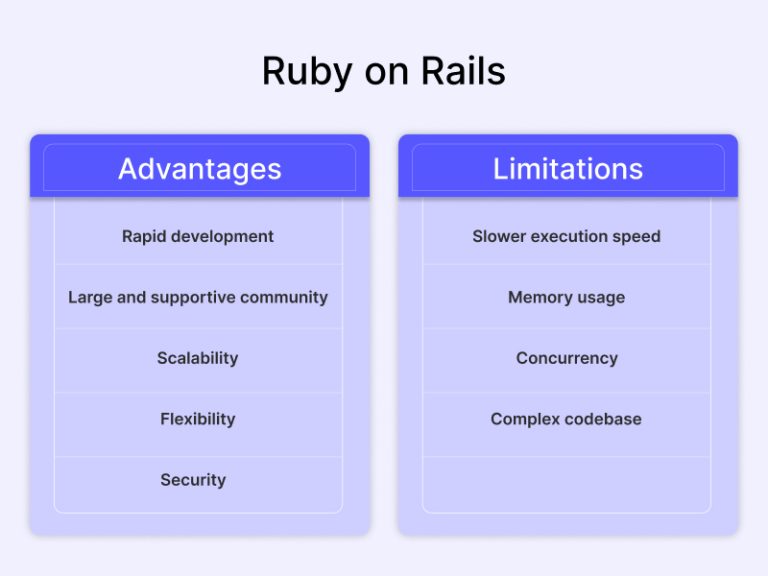 Ruby on Rails
Advantages
Rapid development
Large and supportive community
Scalability
Flexibility
Security
Limitations
Slower execution speed
Memory usage
Concurrency
Complex codebase